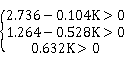 2.736 - 0.104K > 0
1.264 - 0.528K > 0
0.632K > 0